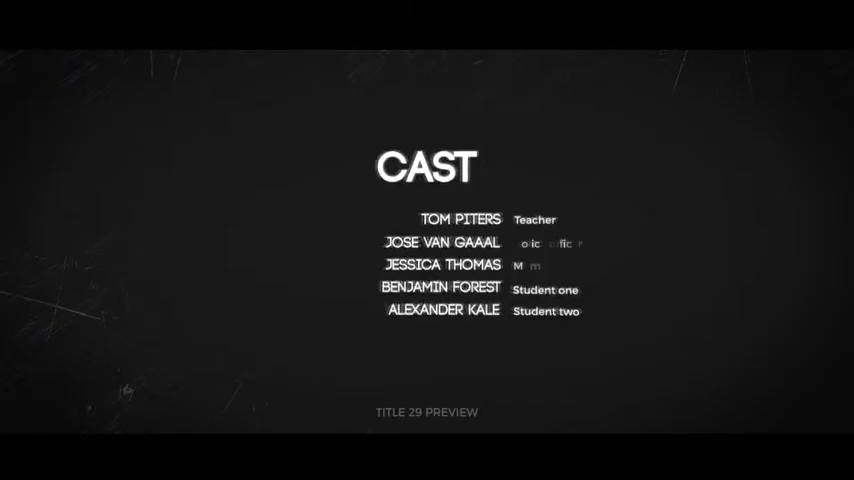 CAST
TOM PITERS Teacher
JOSE VAN GAAAL
JESSICA THOMAS
BENJAMIN FOREST Student one
ALEXANDER KALE Student two
TITLE 29 PREVIEW